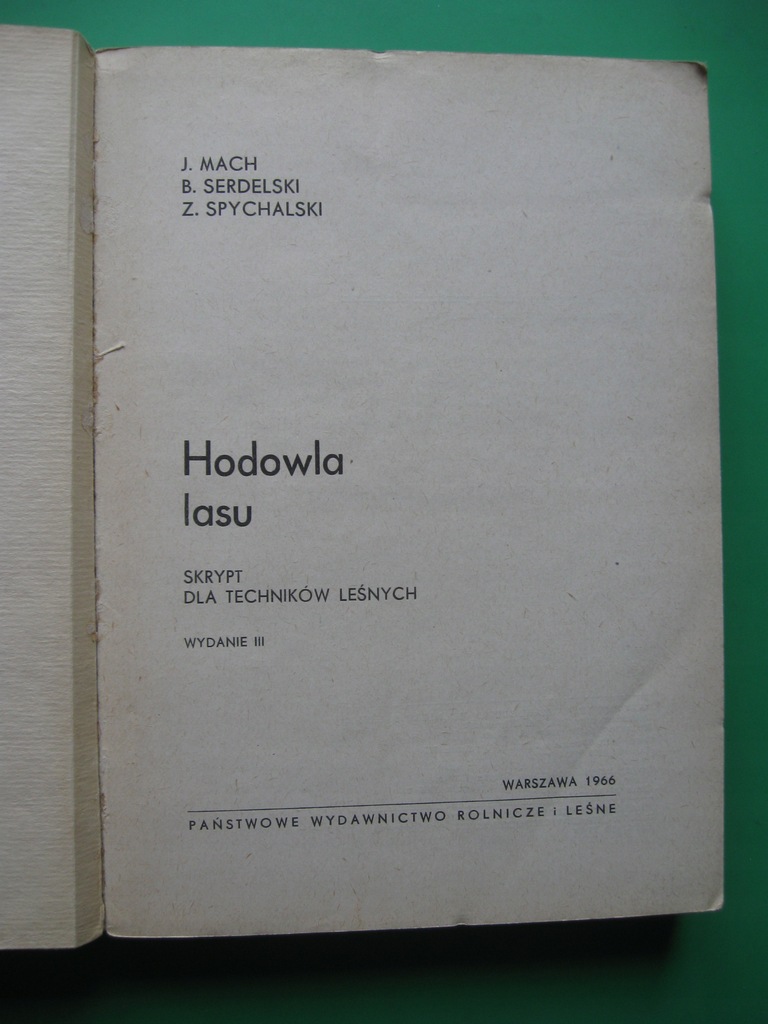 J. MACH
B. SERDELSKI
Z. SPYCHALSKI
Hodowla
lasu
SKRYPT
DLA TECHNIKÓW LEŚNYCH
WYDANIE III
WARSZAWA 1966
PAŃSTWOWE WYDAWNICTWO ROLNICZE i LEŚNE